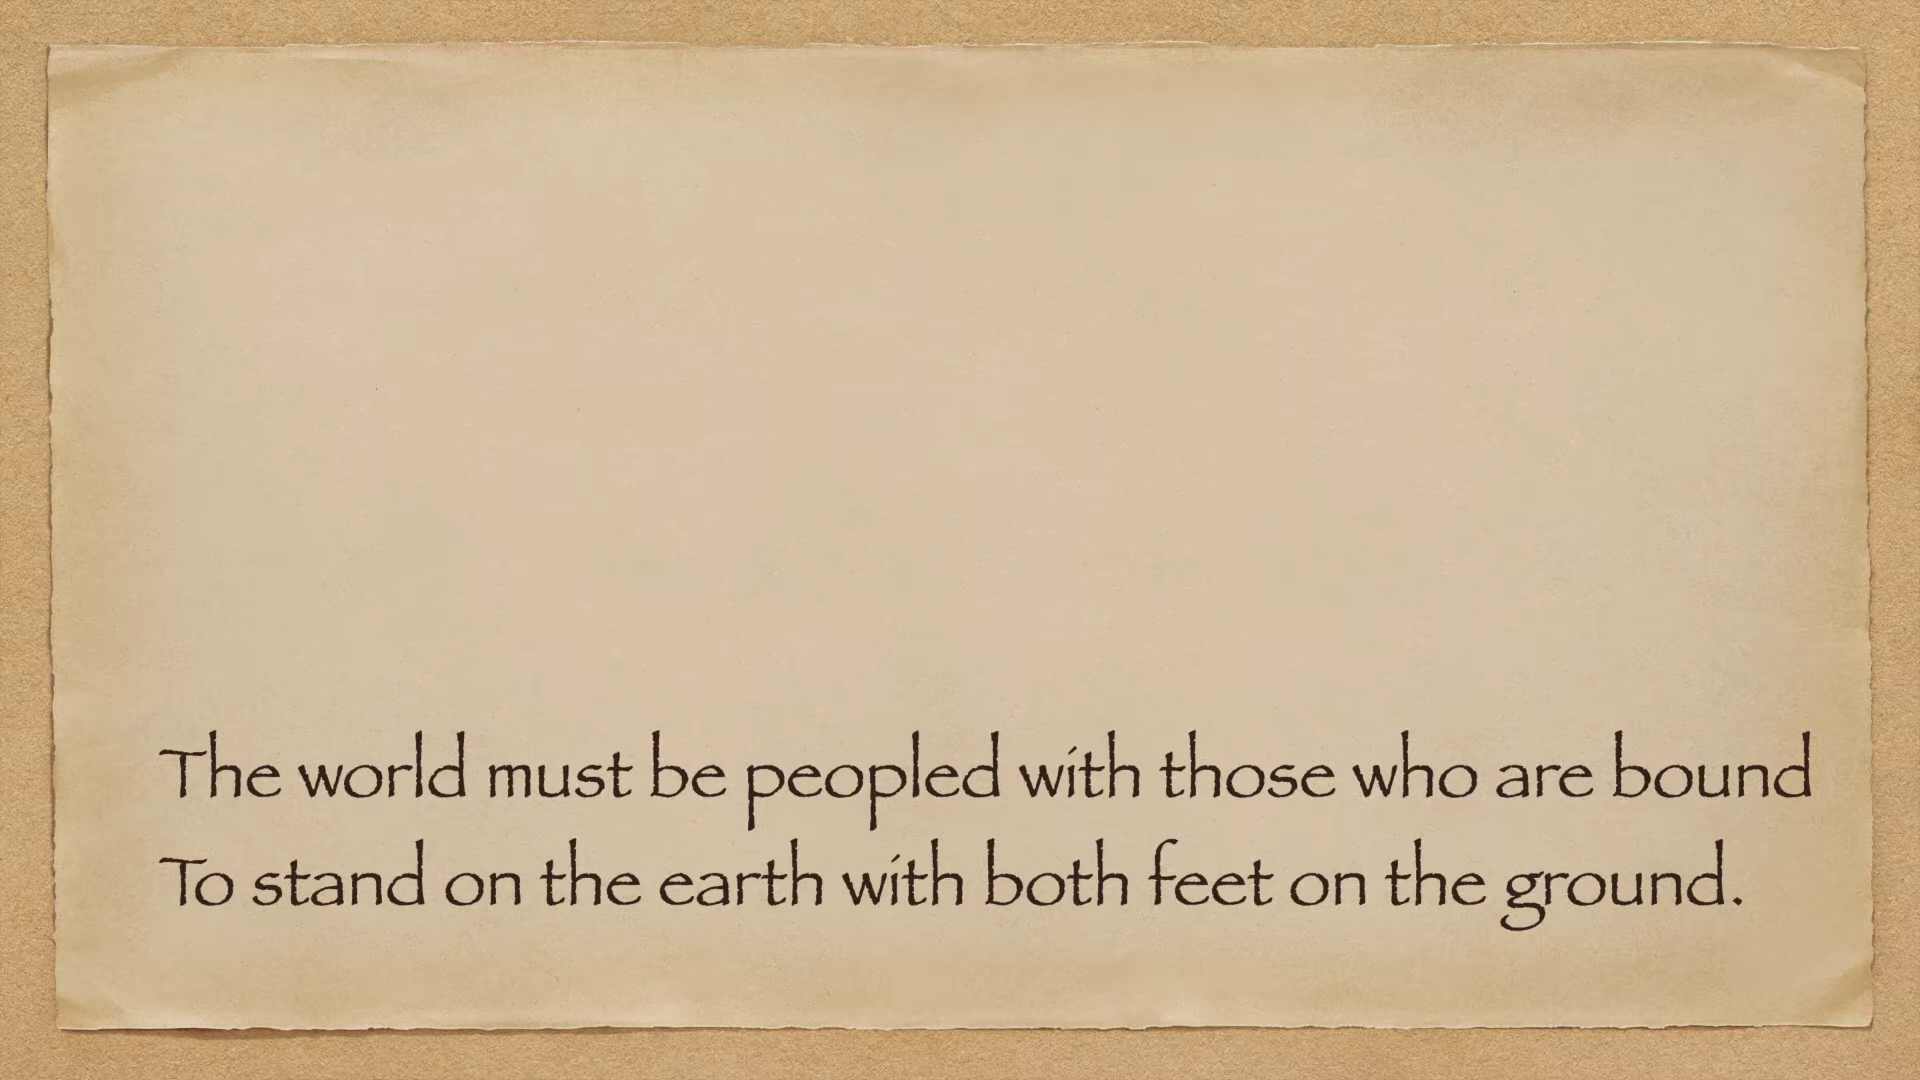 The world must be peopled with those who are bound
To stand on the earth with both feet on the ground.